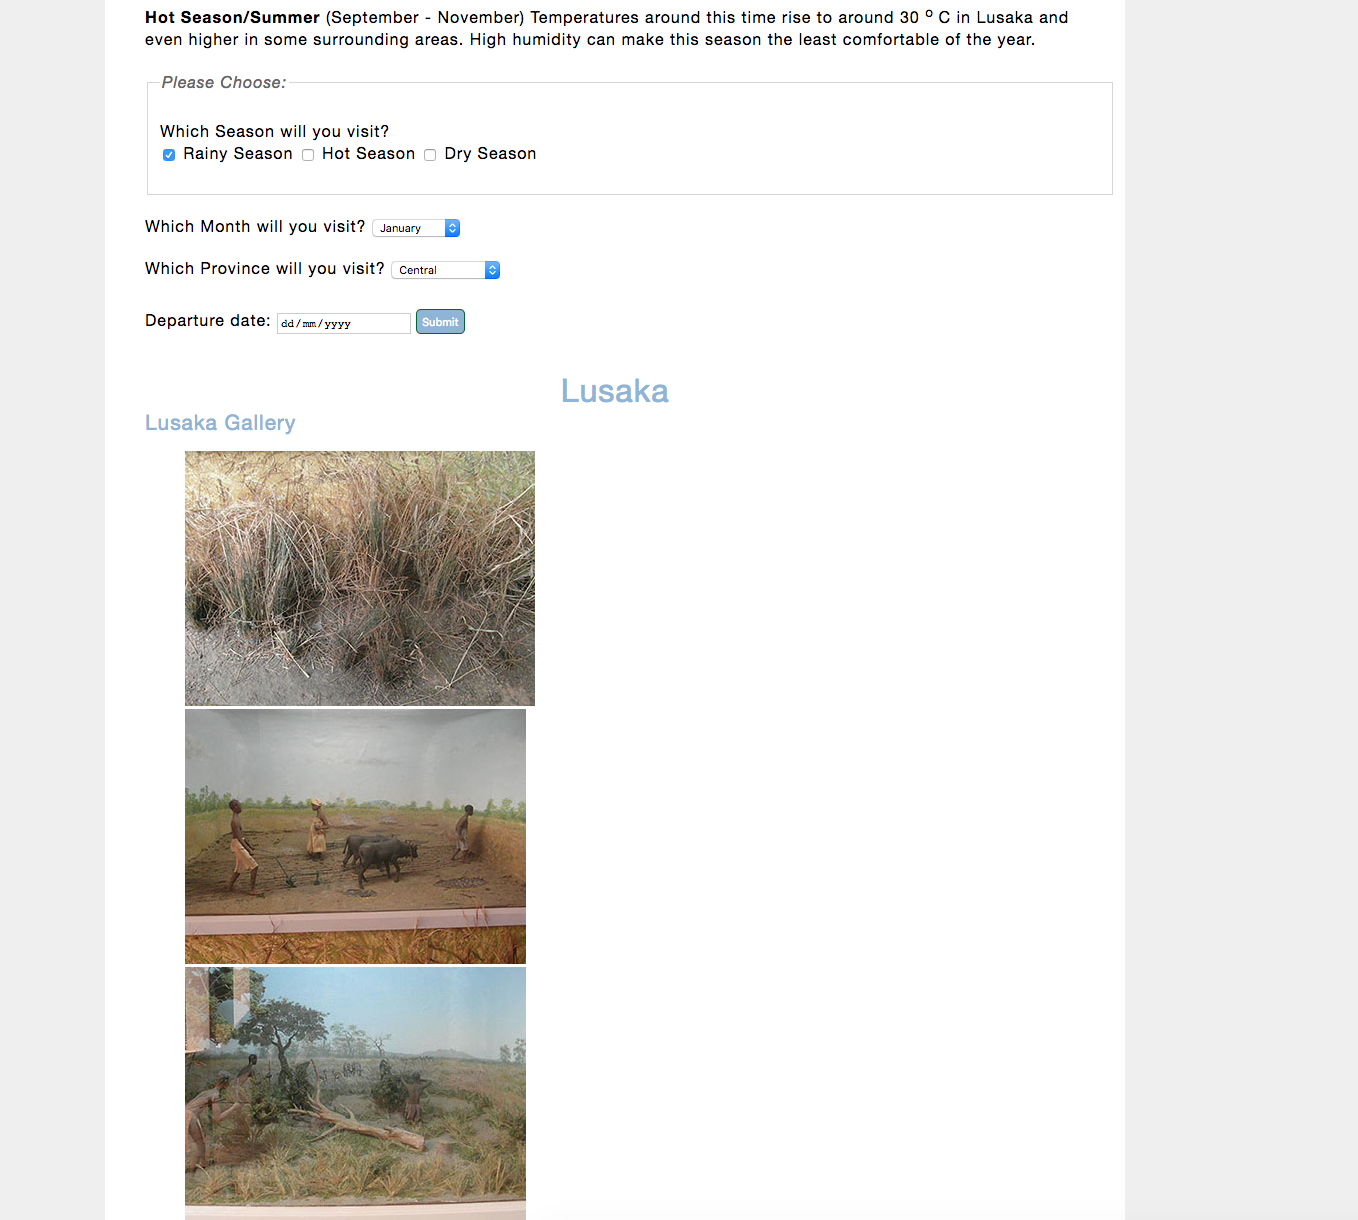 Hot Season/Summer (September - November) Temperatures around this time rise to around 30 o C in Lusaka and
even higher in some surrounding areas. High humidity can make this season the least comfortable of the year.
Please Choose:
Which Season will you visit?
Rainy Season Hot Season Dry Season
Which Month will you visit? January
Which Province will you visit? Central
Departure date: dd/mm/yyyy Submit
Lusaka
Lusaka Gallery